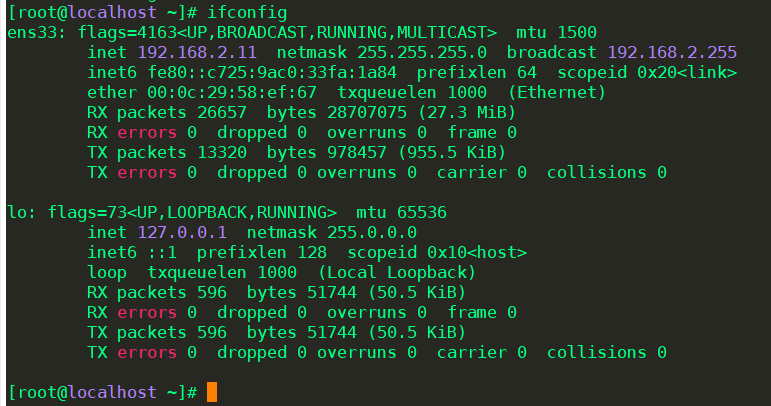 [root@localhost ~]# ifconfig
ens33: flags=4163<UP,BROADCAST,RUNNING,MULTICAST>  mtu 1500
        inet 192.168.2.11  netmask 255.255.255.0  broadcast 192.168.2.255
        inet6 fe80::c725:9ac0:33fa:1a84  prefixlen 64  scopeid 0x20<link>
        ether 00:0c:29:58:ef:67  txqueuelen 1000  (Ethernet)
        RX packets 26657  bytes 28707075 (27.3 MiB)
        RX errors 0  dropped 0  overruns 0  frame 0
        TX packets 13320  bytes 978457 (955.5 KiB)
        TX errors 0  dropped 0 overruns 0  carrier 0  collisions 0

lo: flags=73<UP,LOOPBACK,RUNNING>  mtu 65536
        inet 127.0.0.1  netmask 255.0.0.0
        inet6 ::1  prefixlen 128  scopeid 0x10<host>
        loop  txqueuelen 1000  (Local Loopback)
        RX packets 596  bytes 51744 (50.5 KiB)
        RX errors 0  dropped 0  overruns 0  frame 0
        TX packets 596  bytes 51744 (50.5 KiB)
        TX errors 0  dropped 0 overruns 0  carrier 0  collisions 0

[root@localhost ~]#